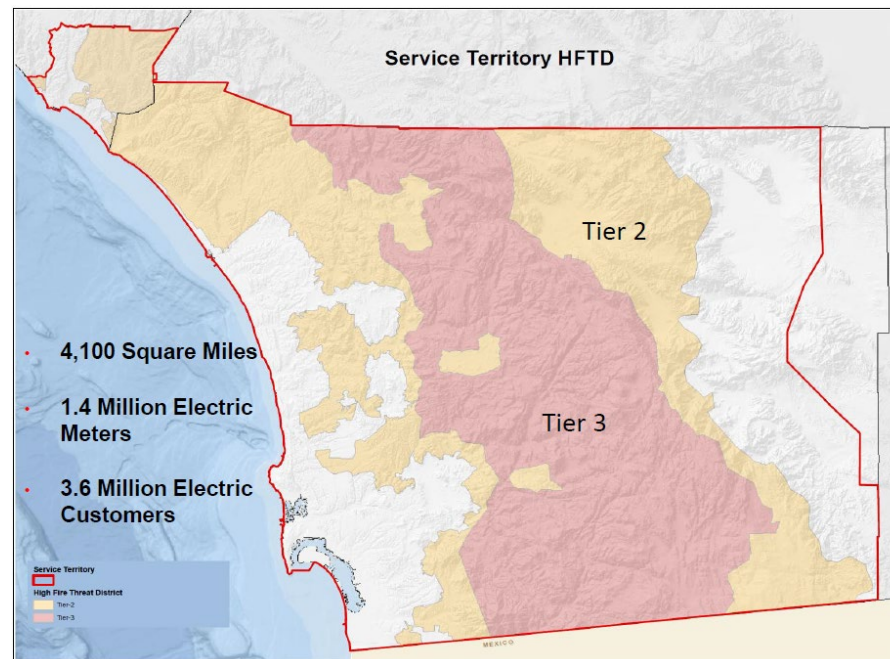 Service Territory HFTD
Tier 2
• 4,100 Square Miles
• 1.4 Million Electric
Meters
Tier 3
• 3.6 Million Electric
Customers
Service Territory
High Fire Threat District
Tier-2
Tier-3
MEXICO